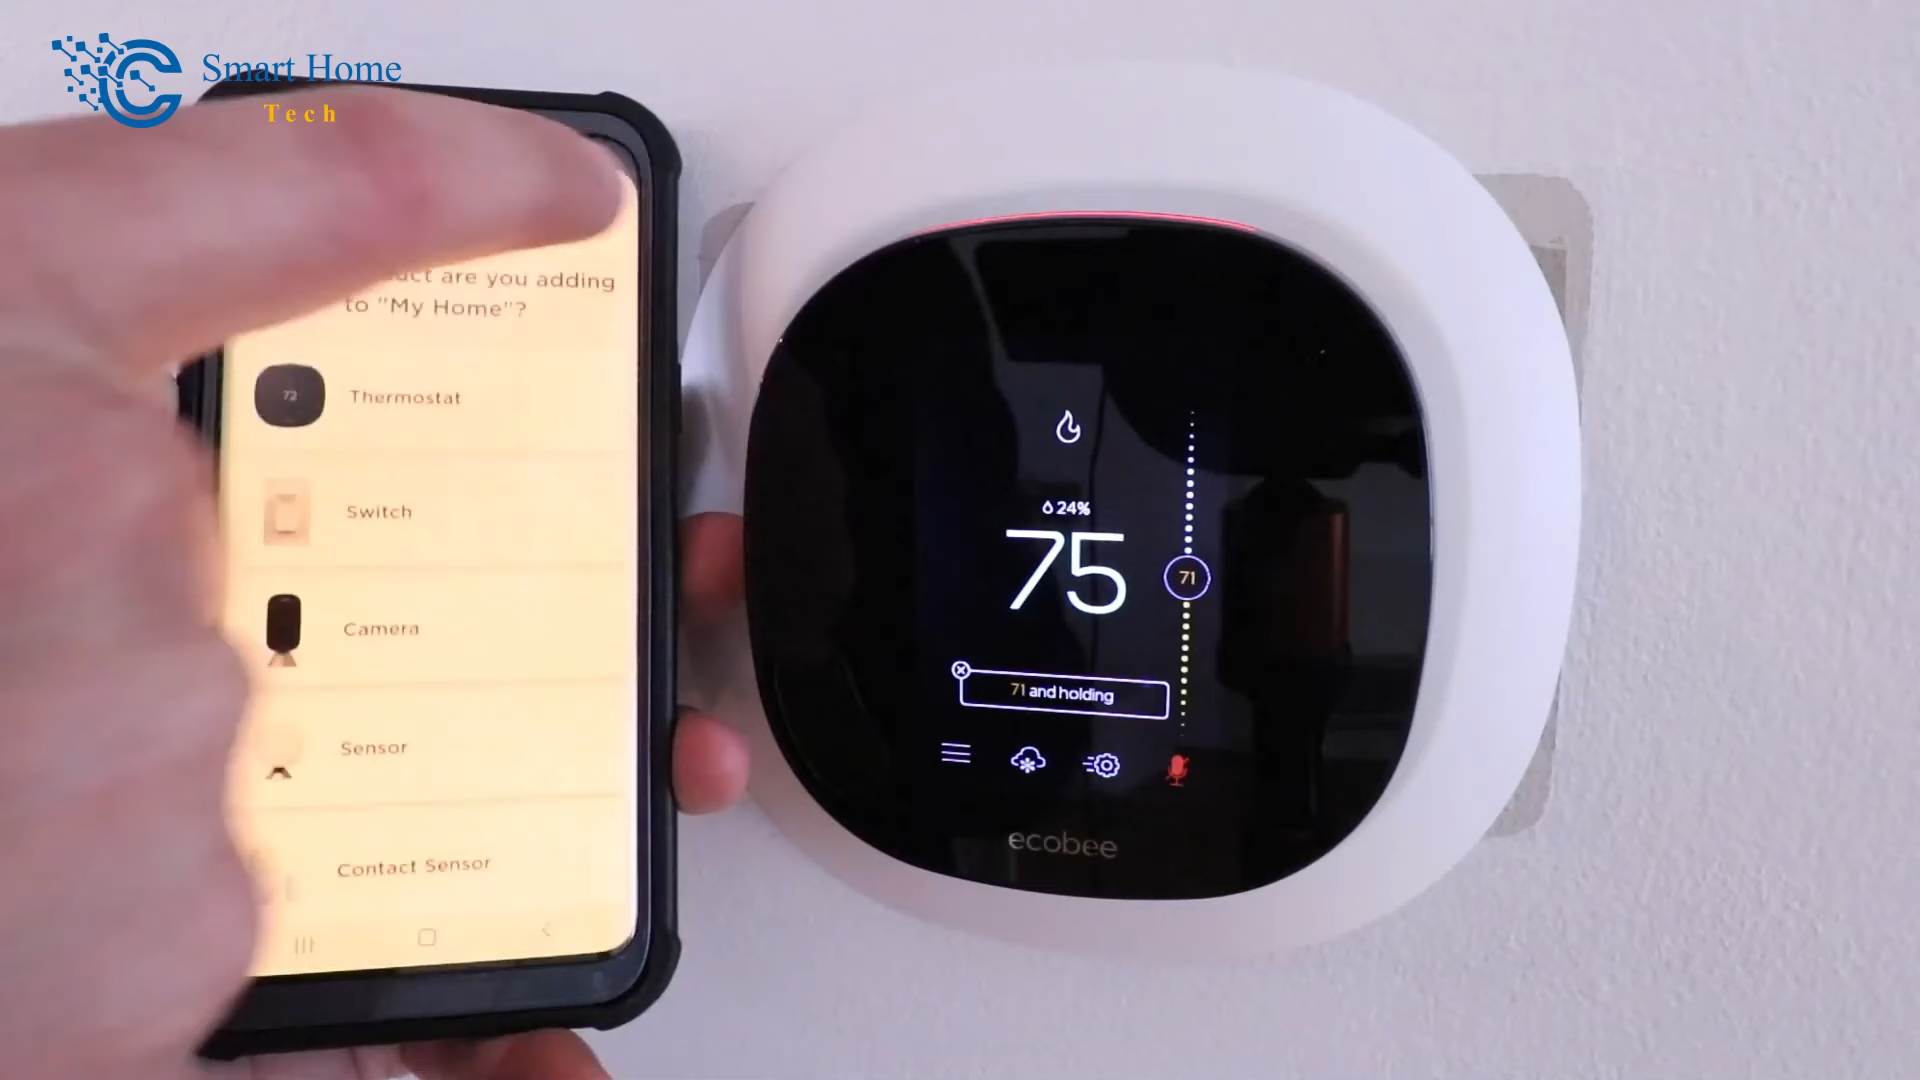 Smart Home
Tech
are you adding
to "My Home"?
72
Thermostat
Switch
Camera
Sensor
Contact Sensor
24%
75
71
71 and holding
ecobee